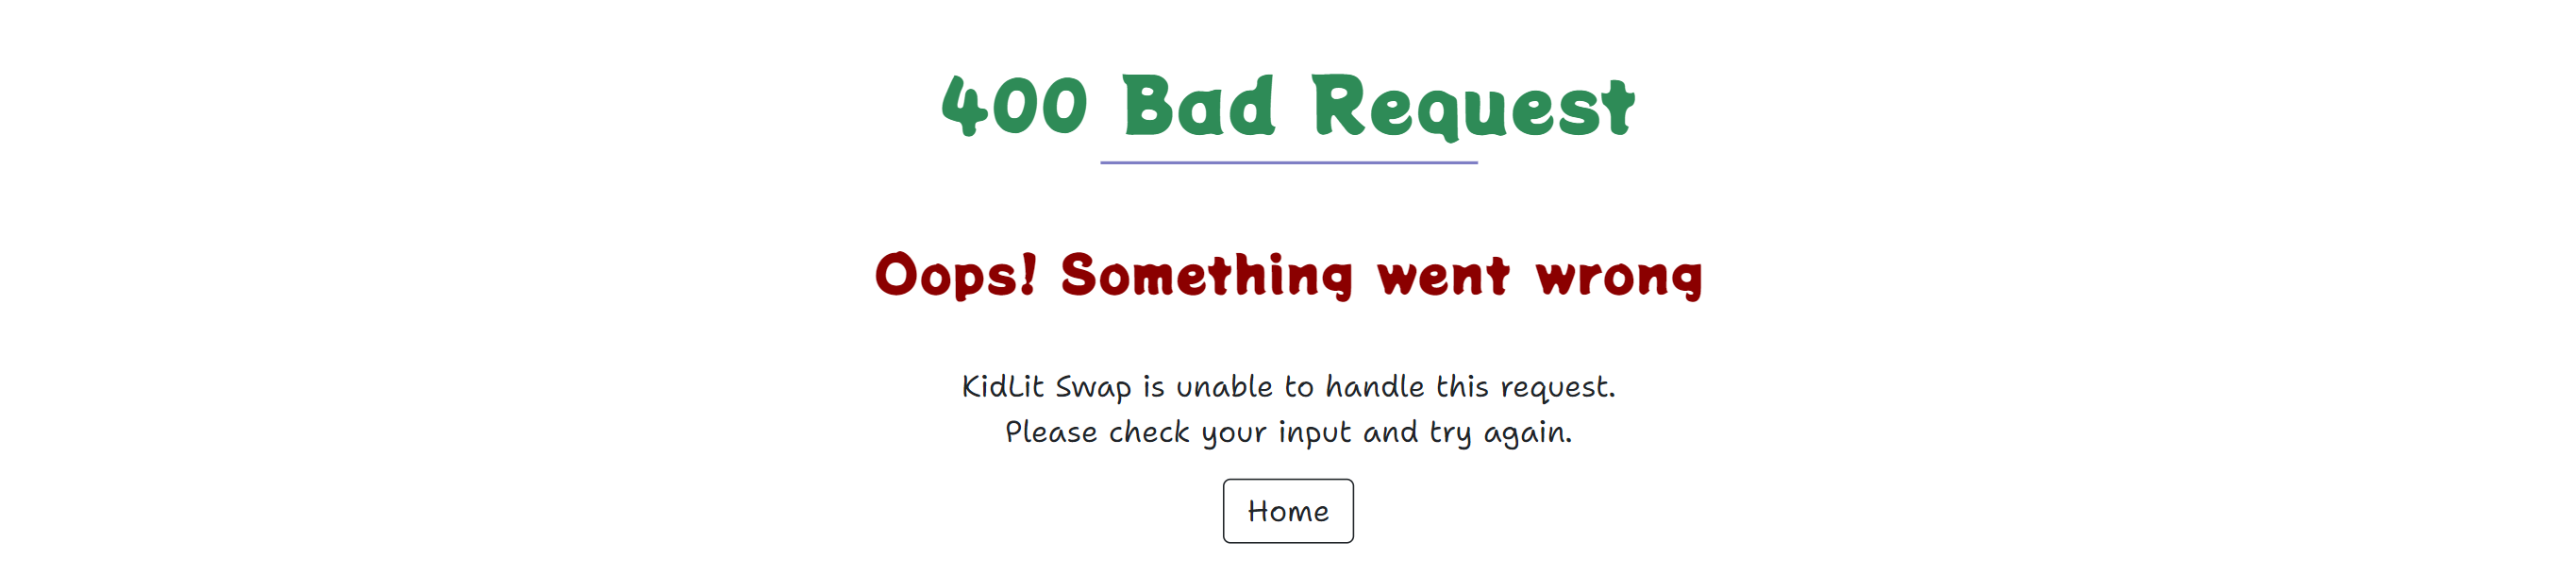 400 Bad Request
Oops! Something went wrong
KidLit Swap is unable to handle this request.
Please check your input and try again.
Home